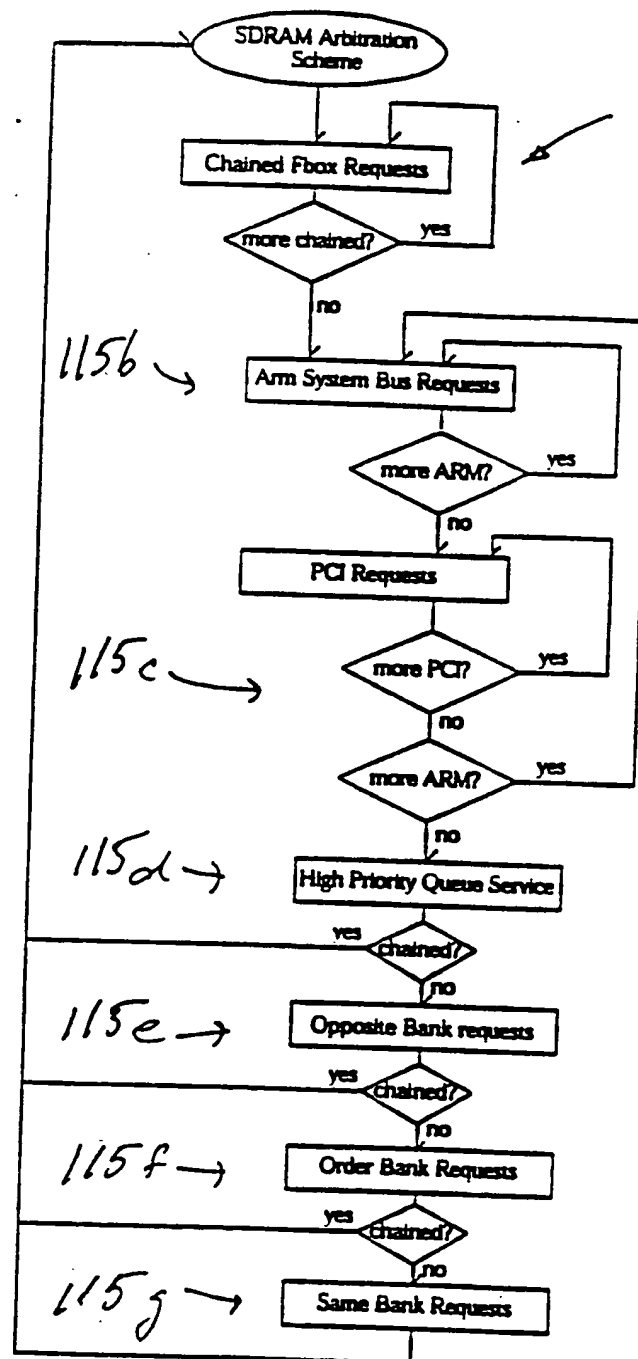 SDRAM Arbitration
Scheme
Chained Fbox Requests
more chained?
yes
no
115b
Arm System Bus Requests
more ARM?
yes
no
PCI Requests
115c
more PCI?
yes
no
more ARM?
yes
no
115d
High Priority Queue Service
yes
chained?
no
115e
Opposite Bank requests
yes
chained?
no
115f
Order Bank Requests
yes
chained?
no
115g
Same Bank Requests